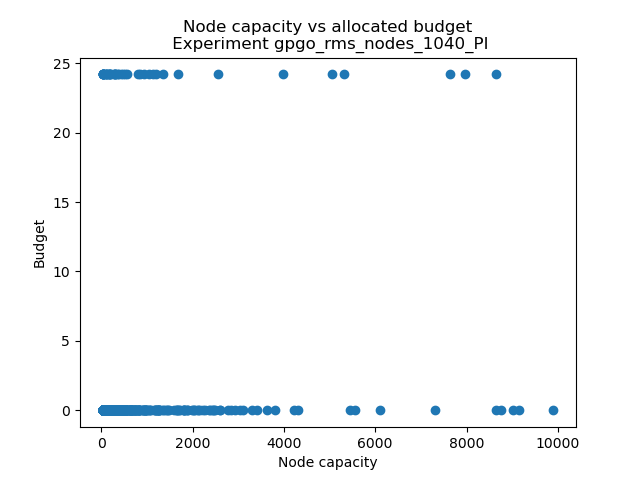 Node capacity vs allocated budget
Experiment gpgo_rms_nodes_1040_PI
25
20
15
10
5
0
Budget
0 2000 4000 6000 8000 10000
Node capacity